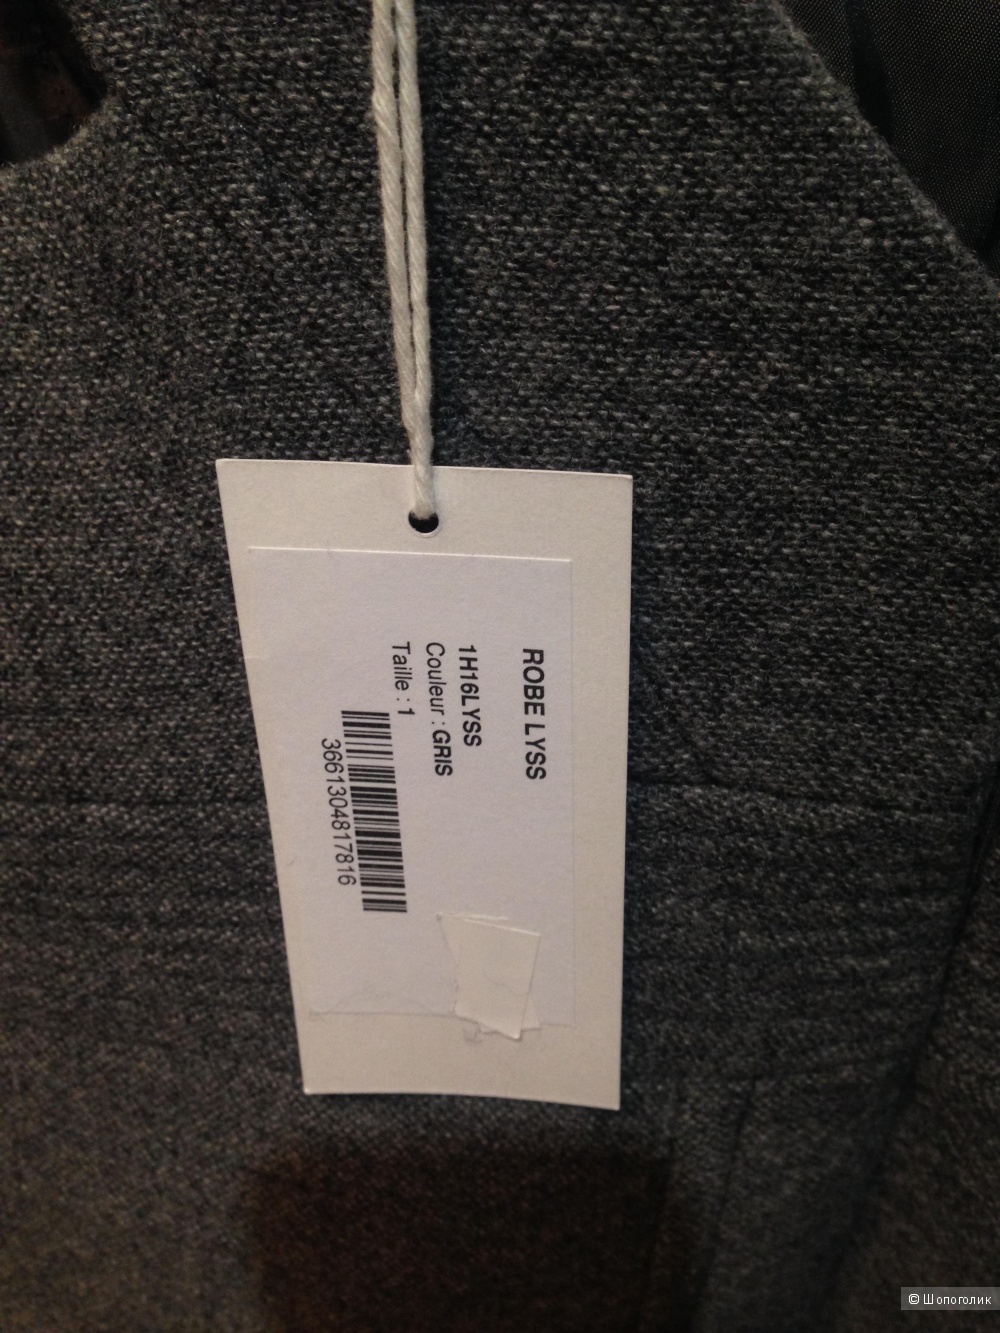 ROBE LYSS
1H16LYSS
Couleur : GRIS
Taille : 1
3661304817816
© Шопоголик